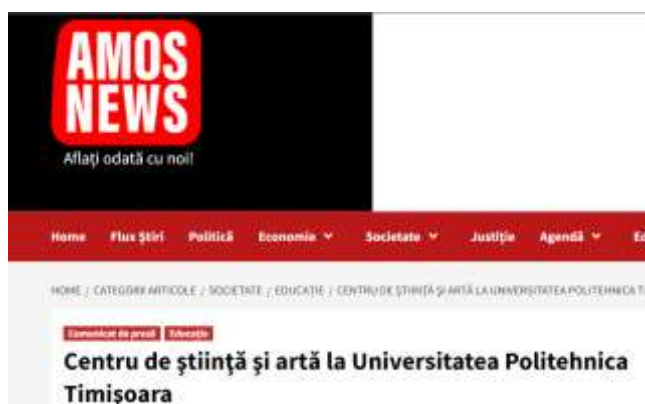 AMOS
NEWS
Aflați odată cu noi!
Home Flux Știri Politică Economie Societate Justiție Agendă
HOME / CATEGORII ARTICOLE / SOCIETATE / EDUCAȚIE / CENTRU DE ŞTIINŢĂ ŞI ARTĂ LA UNIVERSITATEA POLITEHNICA
Comunicat de presă Educație
Centru de ştiinţă şi artă la Universitatea Politehnica
Timişoara